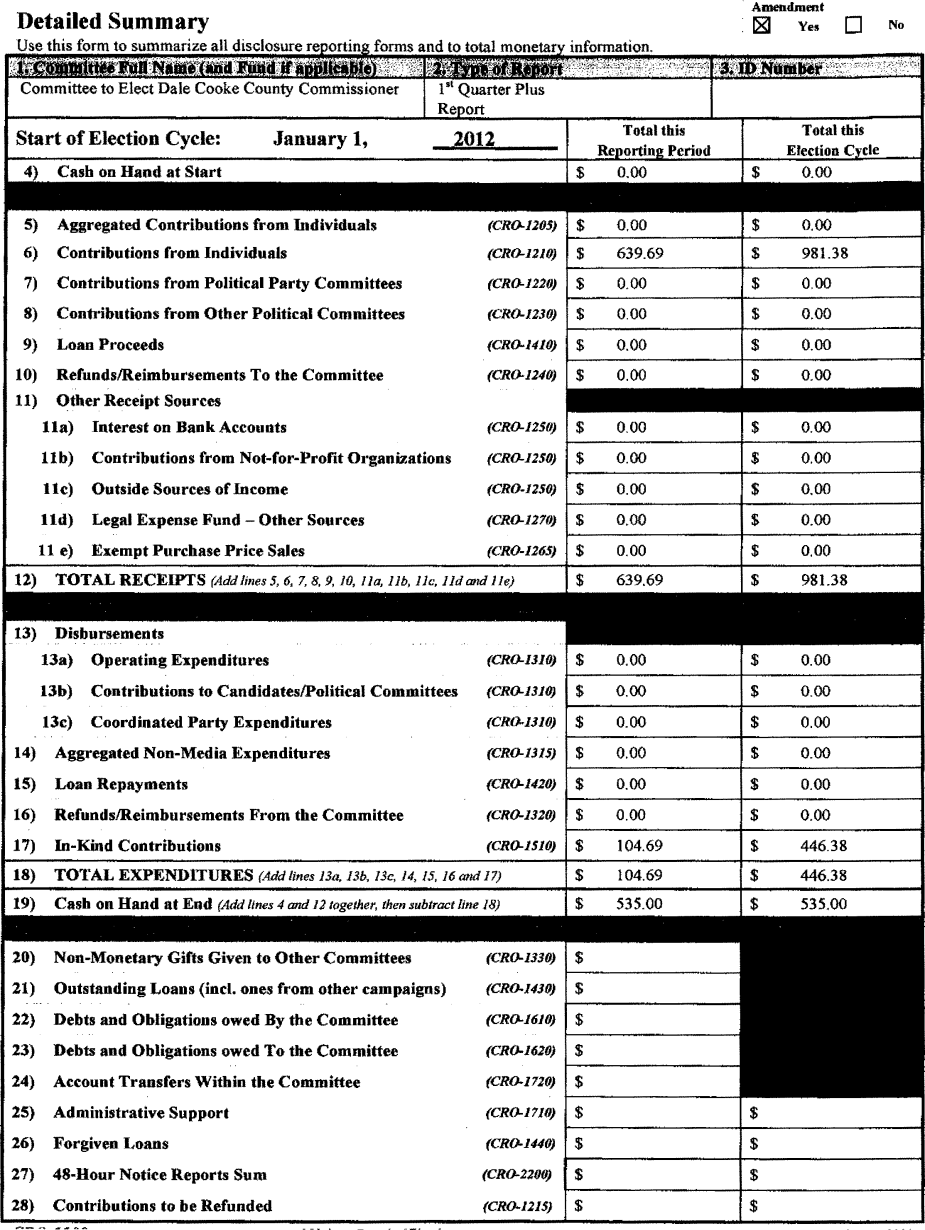 Detailed Summary
Amendment
☒ Yes ☐ No
Use this form to summarize all disclosure reporting forms and to total monetary information.
1. Committee Full Name (and Fund if applicable) 2. Type of Report 3. ID Number
Committee to Elect Dale Cooke County Commissioner 1st Quarter Plus Report
Start of Election Cycle: January 1, 2012 Total this Reporting Period Total this Election Cycle
4) Cash on Hand at Start $ 0.00 $ 0.00
5) Aggregated Contributions from Individuals (CRO-1205) $ 0.00 $ 0.00
6) Contributions from Individuals (CRO-1210) $ 639.69 $ 981.38
7) Contributions from Political Party Committees (CRO-1220) $ 0.00 $ 0.00
8) Contributions from Other Political Committees (CRO-1230) $ 0.00 $ 0.00
9) Loan Proceeds (CRO-1410) $ 0.00 $ 0.00
10) Refunds/Reimbursements To the Committee (CRO-1240) $ 0.00 $ 0.00
11) Other Receipt Sources
11a) Interest on Bank Accounts (CRO-1250) $ 0.00 $ 0.00
11b) Contributions from Not-for-Profit Organizations (CRO-1250) $ 0.00 $ 0.00
11c) Outside Sources of Income (CRO-1250) $ 0.00 $ 0.00
11d) Legal Expense Fund – Other Sources (CRO-1270) $ 0.00 $ 0.00
11 e) Exempt Purchase Price Sales (CRO-1265) $ 0.00 $ 0.00
12) TOTAL RECEIPTS (Add lines 5, 6, 7, 8, 9, 10, 11a, 11b, 11c, 11d and 11e) $ 639.69 $ 981.38
13) Disbursements
13a) Operating Expenditures (CRO-1310) $ 0.00 $ 0.00
13b) Contributions to Candidates/Political Committees (CRO-1310) $ 0.00 $ 0.00
13c) Coordinated Party Expenditures (CRO-1310) $ 0.00 $ 0.00
14) Aggregated Non-Media Expenditures (CRO-1315) $ 0.00 $ 0.00
15) Loan Repayments (CRO-1420) $ 0.00 $ 0.00
16) Refunds/Reimbursements From the Committee (CRO-1320) $ 0.00 $ 0.00
17) In-Kind Contributions (CRO-1510) $ 104.69 $ 446.38
18) TOTAL EXPENDITURES (Add lines 13a, 13b, 13c, 14, 15, 16 and 17) $ 104.69 $ 446.38
19) Cash on Hand at End (Add lines 4 and 12 together, then subtract line 18) $ 535.00 $ 535.00
20) Non-Monetary Gifts Given to Other Committees (CRO-1330) $
21) Outstanding Loans (incl. ones from other campaigns) (CRO-1430) $
22) Debts and Obligations owed By the Committee (CRO-1610) $
23) Debts and Obligations owed To the Committee (CRO-1620) $
24) Account Transfers Within the Committee (CRO-1720) $
25) Administrative Support (CRO-1710) $ $
26) Forgiven Loans (CRO-1440) $ $
27) 48-Hour Notice Reports Sum (CRO-2200) $ $
28) Contributions to be Refunded (CRO-1215) $ $